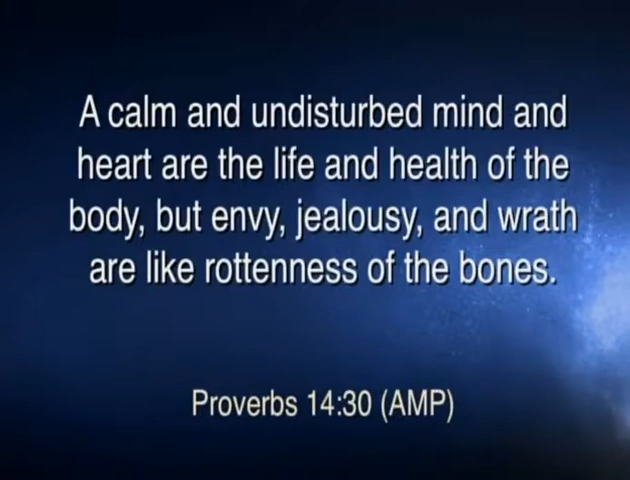 A calm and undisturbed mind and
heart are the life and health of the
body, but envy, jealousy, and wrath
are like rottenness of the bones.
Proverbs 14:30 (AMP)